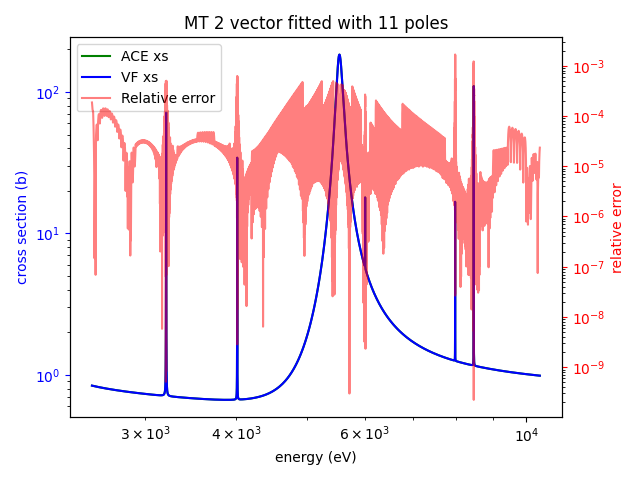 MT 2 vector fitted with 11 poles
ACE xs
VF xs
Relative error
cross section (b)
10²
10¹
10⁰
relative error
10⁻³
10⁻⁴
10⁻⁵
10⁻⁶
10⁻⁷
10⁻⁸
10⁻⁹
3 × 10³
4 × 10³
6 × 10³
10⁴
energy (eV)